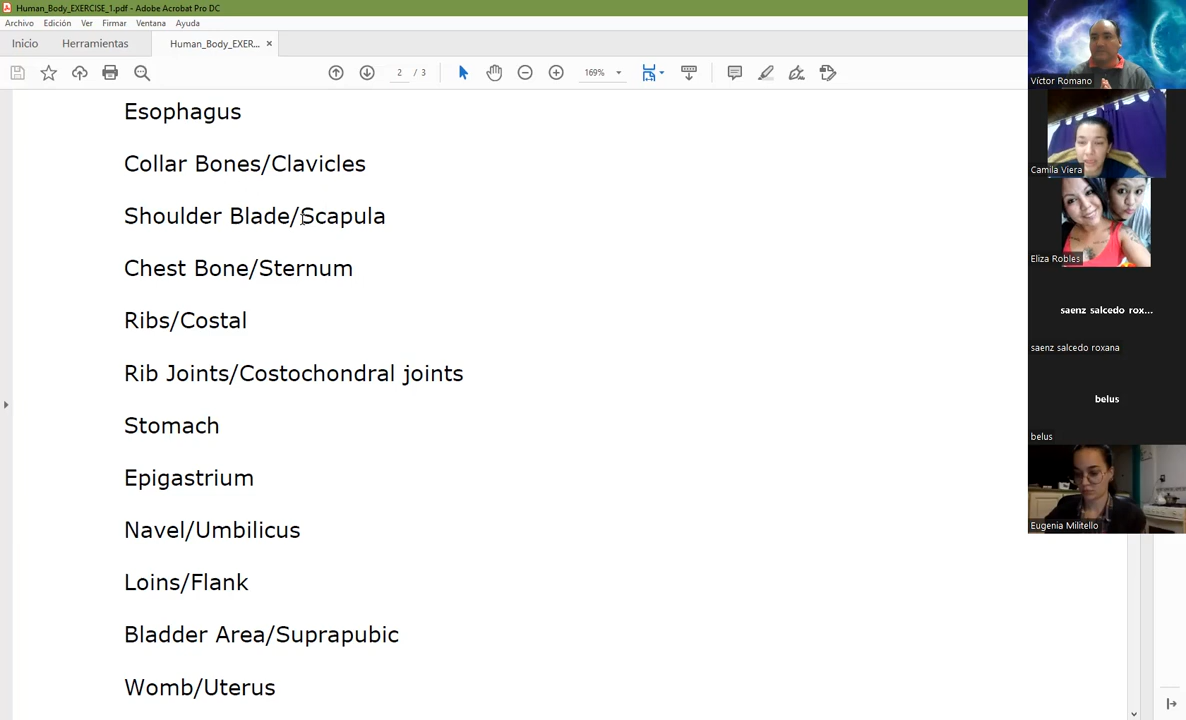 Human_Body_EXERCISE_1.pdf - Adobe Acrobat Pro DC
Archivo Edición Ver Firmar Ventana Ayuda
Inicio Herramientas Human_Body_EXER... ×
2 / 3 169%
Esophagus
Collar Bones/Clavicles
Shoulder Blade/Scapula
Chest Bone/Sternum
Ribs/Costal
Rib Joints/Costochondral joints
Stomach
Epigastrium
Navel/Umbilicus
Loins/Flank
Bladder Area/Suprapubic
Womb/Uterus
Víctor Romano
Camila Viera
Eliza Robles
saenz salcedo rox...
saenz salcedo roxana
belus
belus
Eugenia Militello